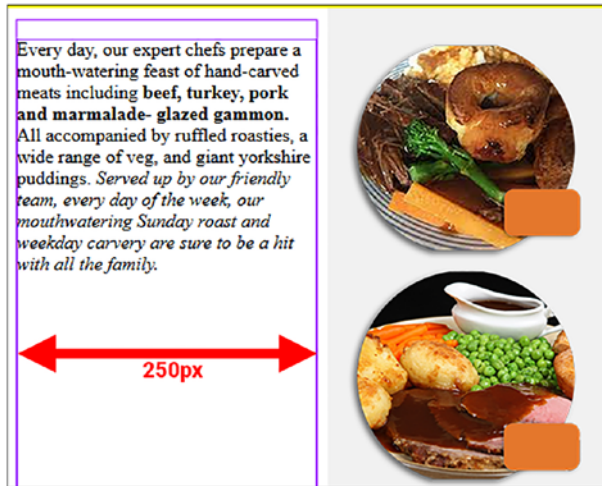 Every day, our expert chefs prepare a
mouth-watering feast of hand-carved
meats including beef, turkey, pork
and marmalade- glazed gammon.
All accompanied by ruffled roasties, a
wide range of veg, and giant yorkshire
puddings. Served up by our friendly
team, every day of the week, our
mouthwatering Sunday roast and
weekday carvery are sure to be a hit
with all the family.
250px